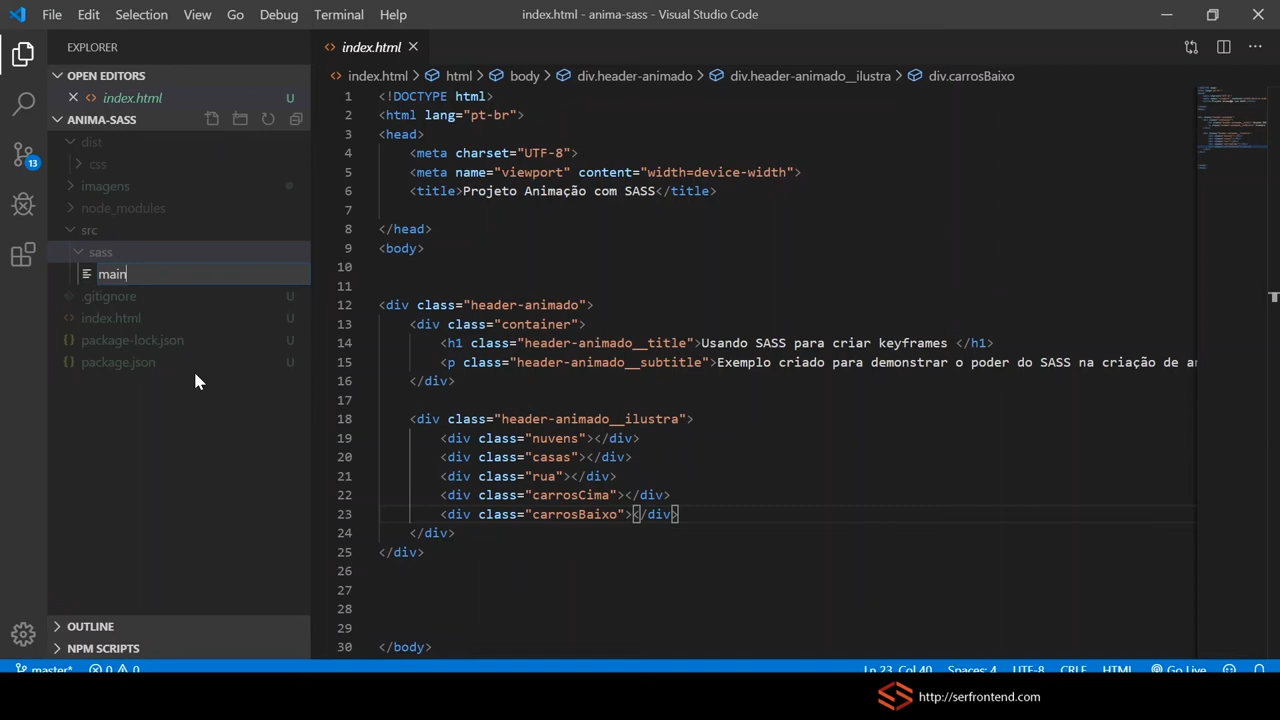 File Edit Selection View Go Debug Terminal Help
index.html - anima-sass - Visual Studio Code
EXPLORER
OPEN EDITORS
index.html U
ANIMA-SASS
dist
css
imagens
node_modules
src
sass
main
.gitignore U
index.html U
package-lock.json U
package.json U
OUTLINE
NPM SCRIPTS
13
index.html
index.html > html > body > div.header-animado > div.header-animado__ilustra > div.carrosBaixo
1 <!DOCTYPE html>
2 <html lang="pt-br">
3 <head>
4 <meta charset="UTF-8">
5 <meta name="viewport" content="width=device-width">
6 <title>Projeto Animação com SASS</title>
7
8 </head>
9 <body>
10
11
12 <div class="header-animado">
13 <div class="container">
14 <h1 class="header-animado__title">Usando SASS para criar keyframes </h1>
15 <p class="header-animado__subtitle">Exemplo criado para demonstrar o poder do SASS na criação de an
16 </div>
17
18 <div class="header-animado__ilustra">
19 <div class="nuvens"></div>
20 <div class="casas"></div>
21 <div class="rua"></div>
22 <div class="carrosCima"></div>
23 <div class="carrosBaixo"></div>
24 </div>
25 </div>
26
27
28
29
30 </body>
master* 0 0 Ln 23, Col 40 Spaces: 4 UTF-8 CRLF HTML Go Live
http://serfrontend.com